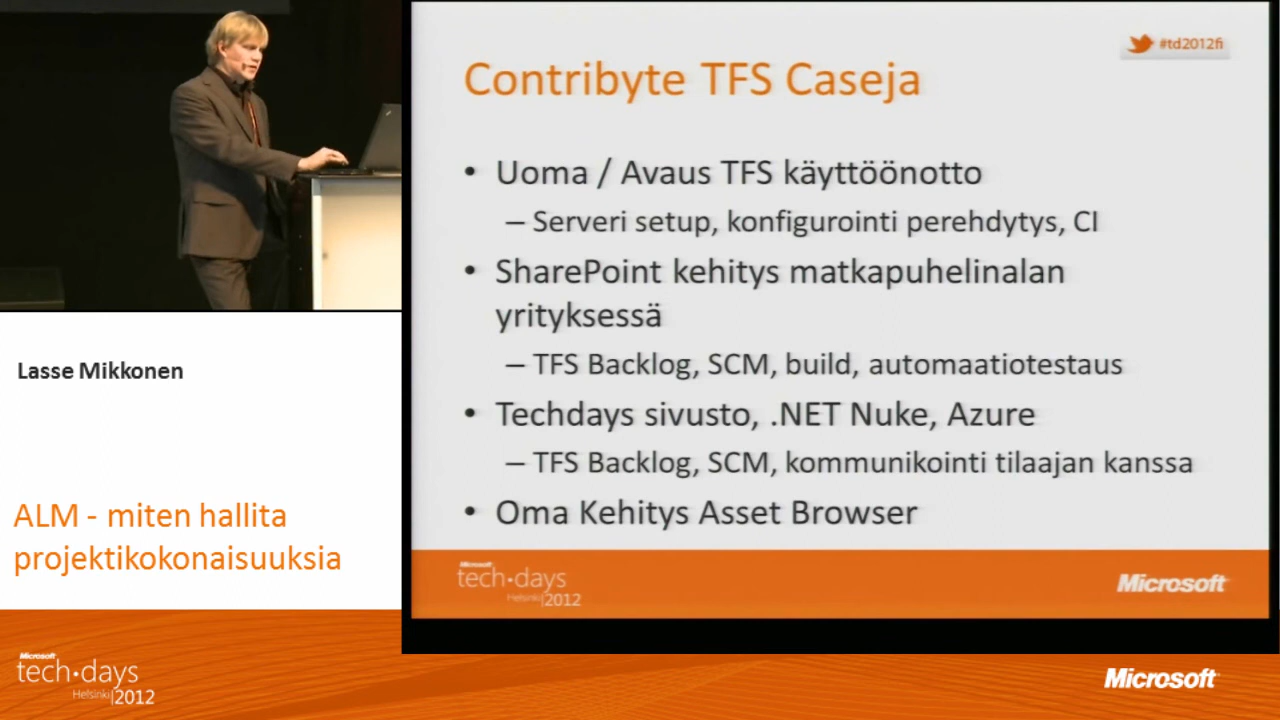 #td2012fi
Contribyte TFS Caseja
• Uoma / Avaus TFS käyttöönotto
– Serveri setup, konfigurointi perehdytys, CI
• SharePoint kehitys matkapuhelinalan
yrityksessä
– TFS Backlog, SCM, build, automaatiotestaus
• Techdays sivusto, .NET Nuke, Azure
– TFS Backlog, SCM, kommunikointi tilaajan kanssa
• Oma Kehitys Asset Browser
Microsoft
tech·days
Helsinki|2012
Microsoft
Lasse Mikkonen
ALM - miten hallita
projektikokonaisuuksia
Microsoft
tech·days
Helsinki|2012
Microsoft